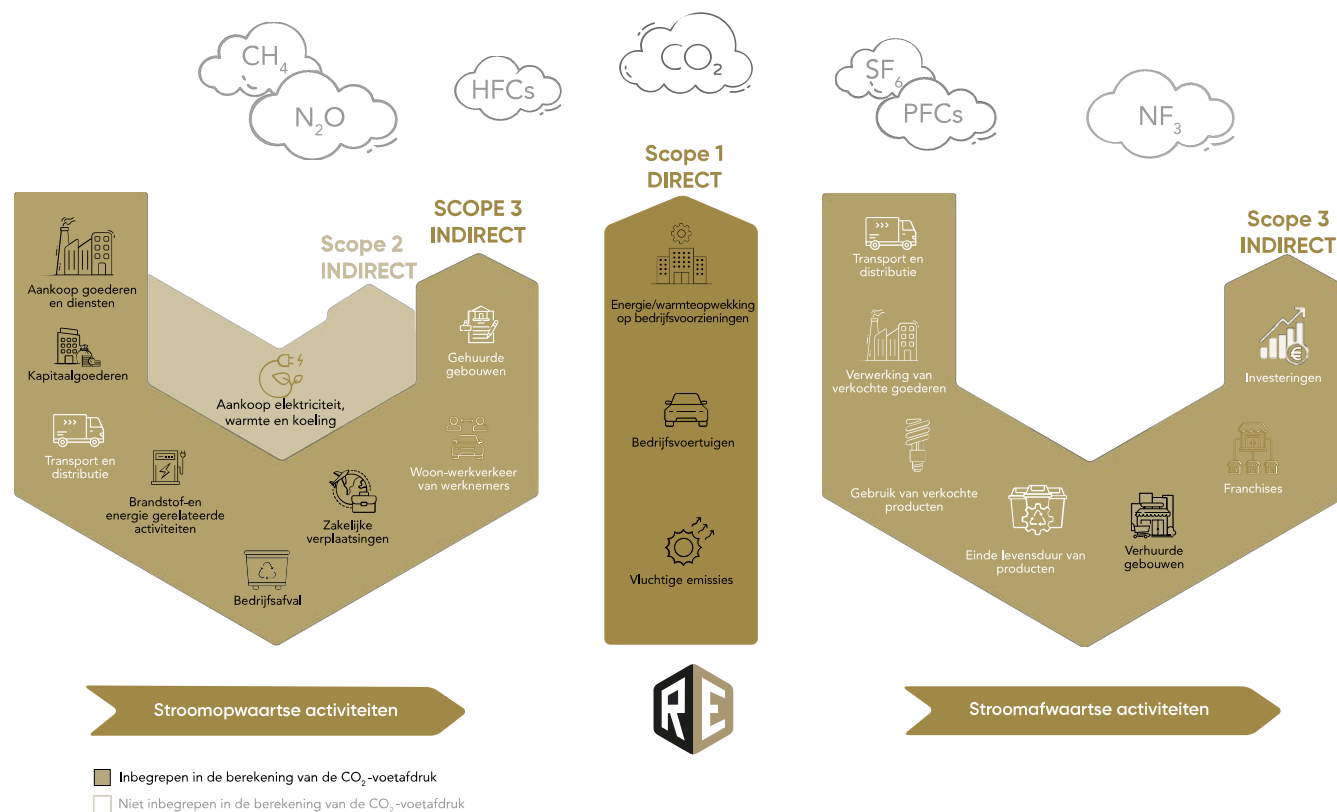 CH₄
N₂O
HFCs
CO₂
SF₆
PFCs
NF₃
Scope 1
DIRECT
SCOPE 3
INDIRECT
Scope 2
INDIRECT
Scope 3
INDIRECT
Aankoop goederen
en diensten
Kapitaalgoederen
Transport en
distributie
Brandstof-en
energie gerelateerde
activiteiten
Bedrijfsafval
Zakelijke
verplaatsingen
Woon-werkverkeer
van werknemers
Gehuurde
gebouwen
Aankoop elektriciteit,
warmte en koeling
Energie/warmteopwekking
op bedrijfsvoorzieningen
Bedrijfsvoertuigen
Vluchtige emissies
Transport en
distributie
Verwerking van
verkochte goederen
Gebruik van verkochte
producten
Einde levensduur van
producten
Verhuurde
gebouwen
Franchises
Investeringen
Stroomopwaartse activiteiten
RE
Stroomafwaartse activiteiten
Inbegrepen in de berekening van de CO₂-voetafdruk
Niet inbegrepen in de berekening van de CO₂-voetafdruk